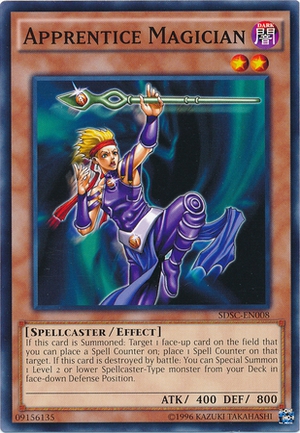 APPRENTICE MAGICIAN
DARK
闇
SDSC-EN008
[SPELLCASTER / EFFECT]
If this card is Summoned: Target 1 face-up card on the field that
you can place a Spell Counter on; place 1 Spell Counter on that
target. If this card is destroyed by battle: You can Special Summon
1 Level 2 or lower Spellcaster-Type monster from your Deck in
face-down Defense Position.
ATK/ 400 DEF/ 800
09156135
©1996 KAZUKI TAKAHASHI